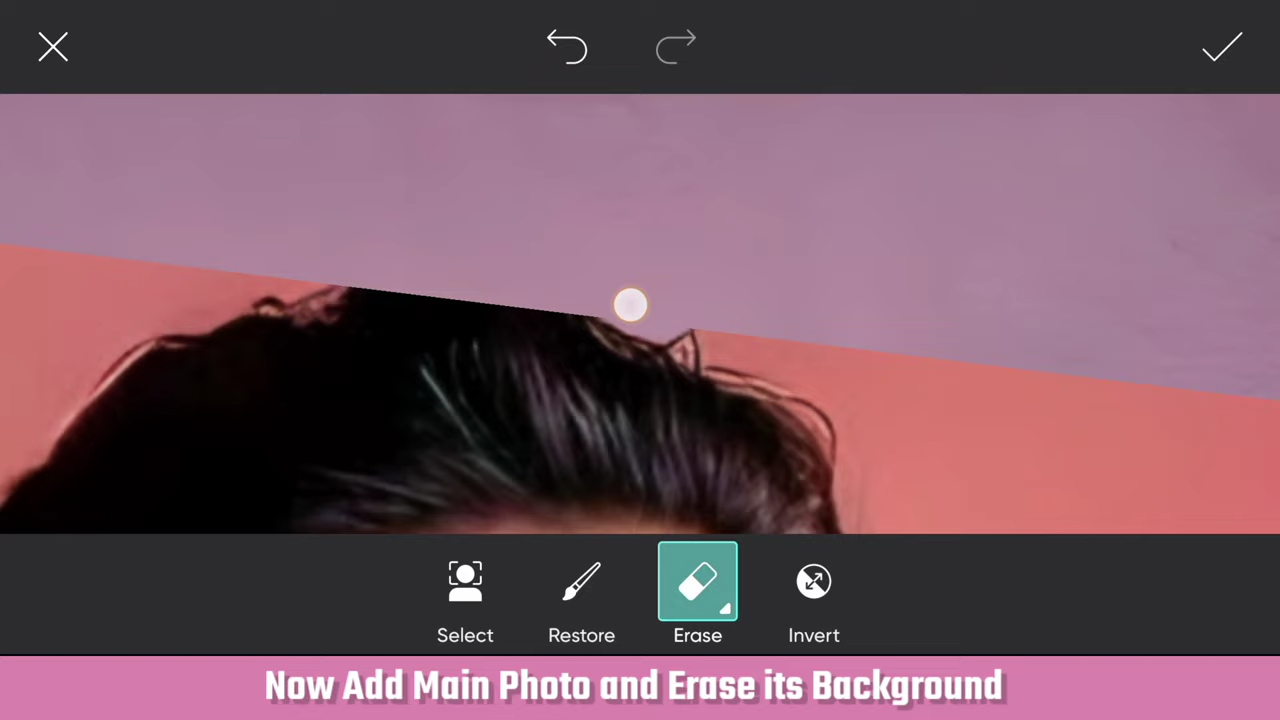 Select
Restore
Erase
Invert
Now Add Main Photo and Erase its Background